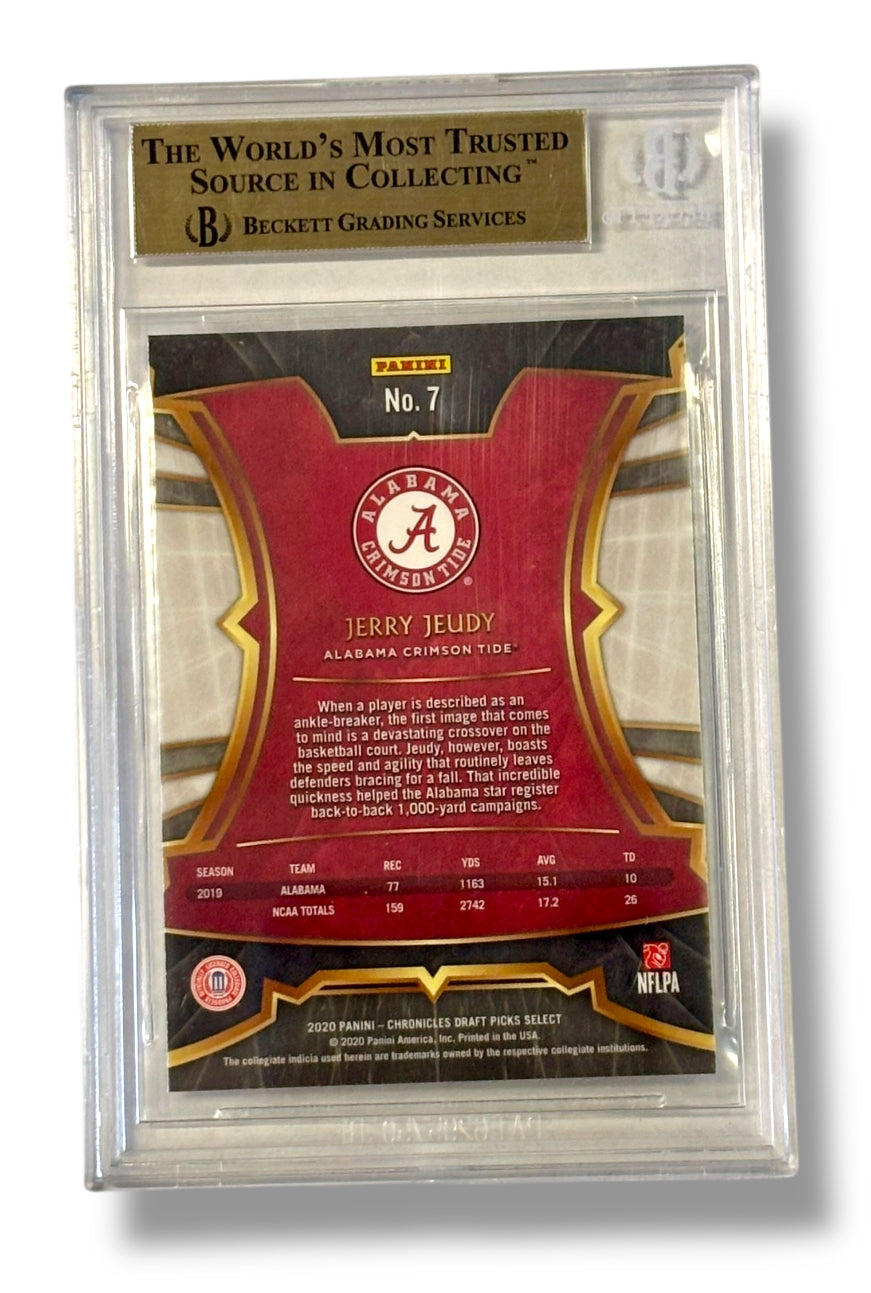 THE WORLD'S MOST TRUSTED
SOURCE IN COLLECTING™
B BECKETT GRADING SERVICES
PANINI
No. 7
ALABAMA
A
CRIMSON TIDE®
JERRY JEUDY
ALABAMA CRIMSON TIDE®
When a player is described as an
ankle-breaker, the first image that comes
to mind is a devastating crossover on the
basketball court. Jeudy, however, boasts
the speed and agility that routinely leaves
defenders bracing for a fall. That incredible
quickness helped the Alabama star register
back-to-back 1,000-yard campaigns.
SEASON TEAM REC YDS AVG TD
2019 ALABAMA 77 1163 15.1 10
NCAA TOTALS 159 2742 17.2 26
NFLPA
2020 PANINI – CHRONICLES DRAFT PICKS SELECT
© 2020 Panini America, Inc. Printed in the USA.
The collegiate indicia used herein are trademarks owned by the respective collegiate institutions.